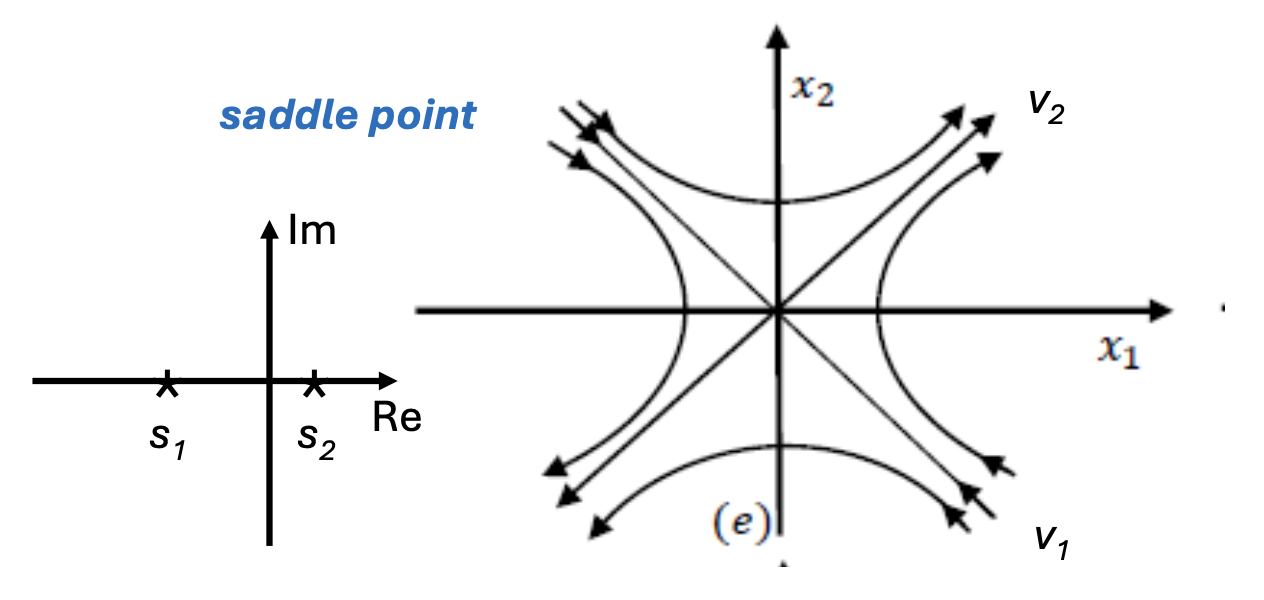 saddle point
x₂
v₂
Im
Re
s₁
s₂
x₁
(e)
v₁